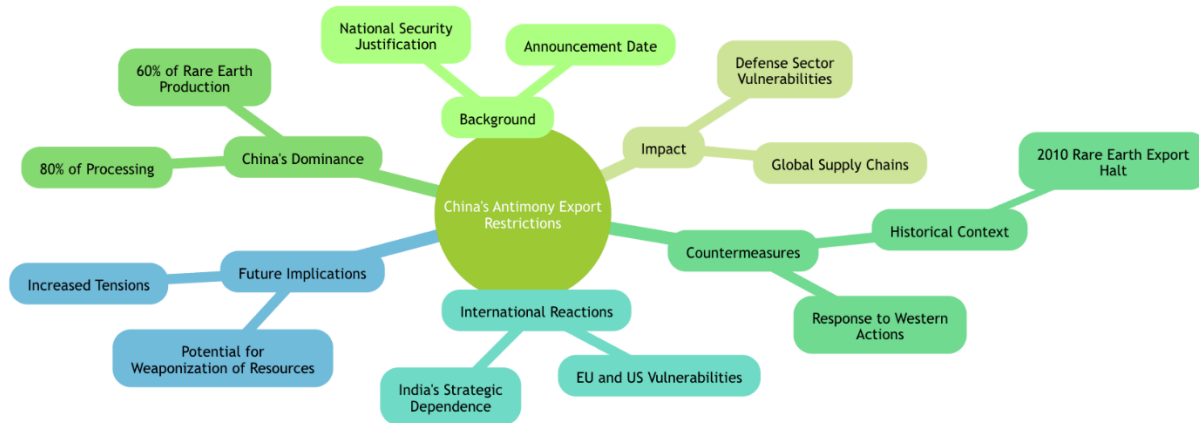 National Security
Justification
Announcement Date
Background
60% of Rare Earth
Production
80% of Processing
China's Dominance
Defense Sector
Vulnerabilities
Impact
Global Supply Chains
China's Antimony Export
Restrictions
2010 Rare Earth Export
Halt
Historical Context
Countermeasures
Response to Western
Actions
Increased Tensions
Future Implications
Potential for
Weaponization of Resources
International Reactions
India's Strategic
Dependence
EU and US Vulnerabilities